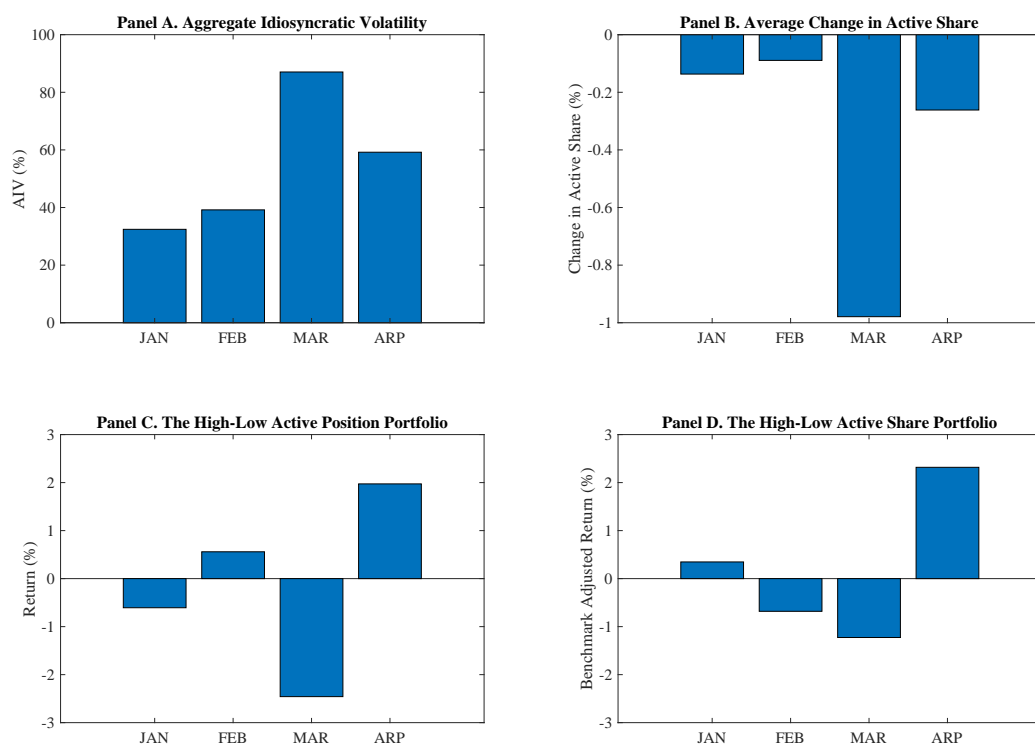 Panel A. Aggregate Idiosyncratic Volatility
100
80
60
40
20
0
AIV (%)
JAN FEB MAR ARP
Panel B. Average Change in Active Share
0
-0.2
-0.4
-0.6
-0.8
-1
Change in Active Share (%)
JAN FEB MAR ARP
Panel C. The High-Low Active Position Portfolio
3
2
1
0
-1
-2
-3
Return (%)
JAN FEB MAR ARP
Panel D. The High-Low Active Share Portfolio
3
2
1
0
-1
-2
-3
Benchmark Adjusted Return (%)
JAN FEB MAR ARP